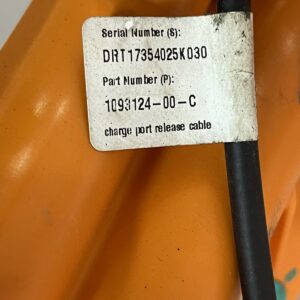 Serial Number (S):
DRT17354025K030
Part Number (P):
1093124-00-C
charge port release cable